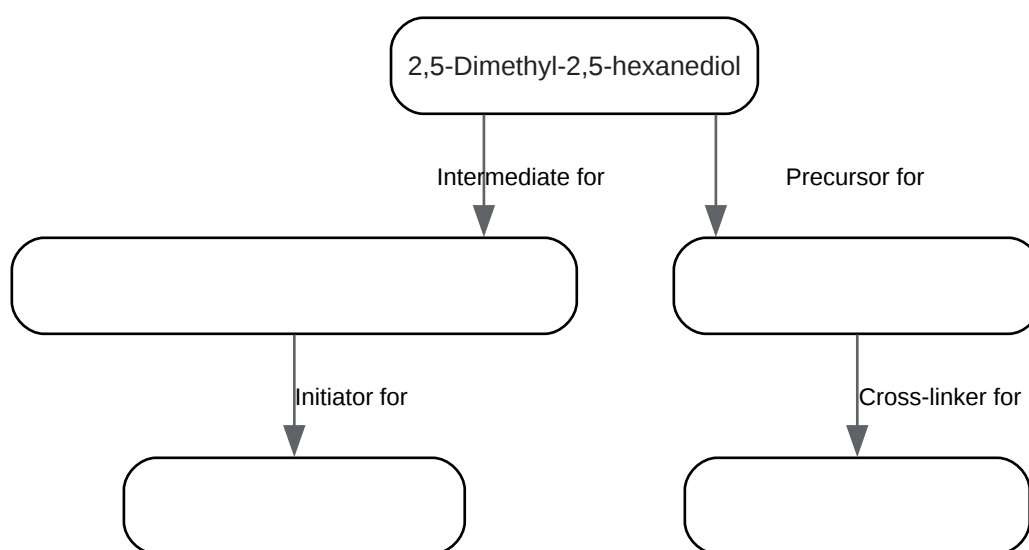 2,5-Dimethyl-2,5-hexanediol
Intermediate for
Precursor for
Initiator for
Cross-linker for